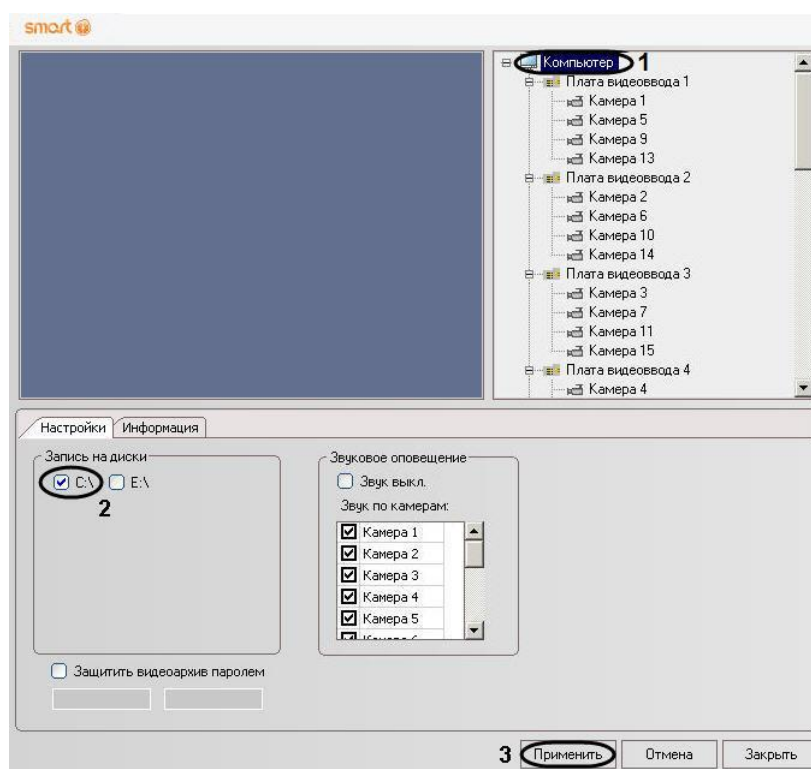 smart
Компьютер 1
Плата видеоввода 1
Камера 1
Камера 5
Камера 9
Камера 13
Плата видеоввода 2
Камера 2
Камера 6
Камера 10
Камера 14
Плата видеоввода 3
Камера 3
Камера 7
Камера 11
Камера 15
Плата видеоввода 4
Камера 4
Настройки Информация
Запись на диски
C:\ E:\
2
Звуковое оповещение
Звук выкл.
Звук по камерам:
Камера 1
Камера 2
Камера 3
Камера 4
Камера 5
Камера 6
Защитить видеоархив паролем
3 Применить Отмена Закрыть